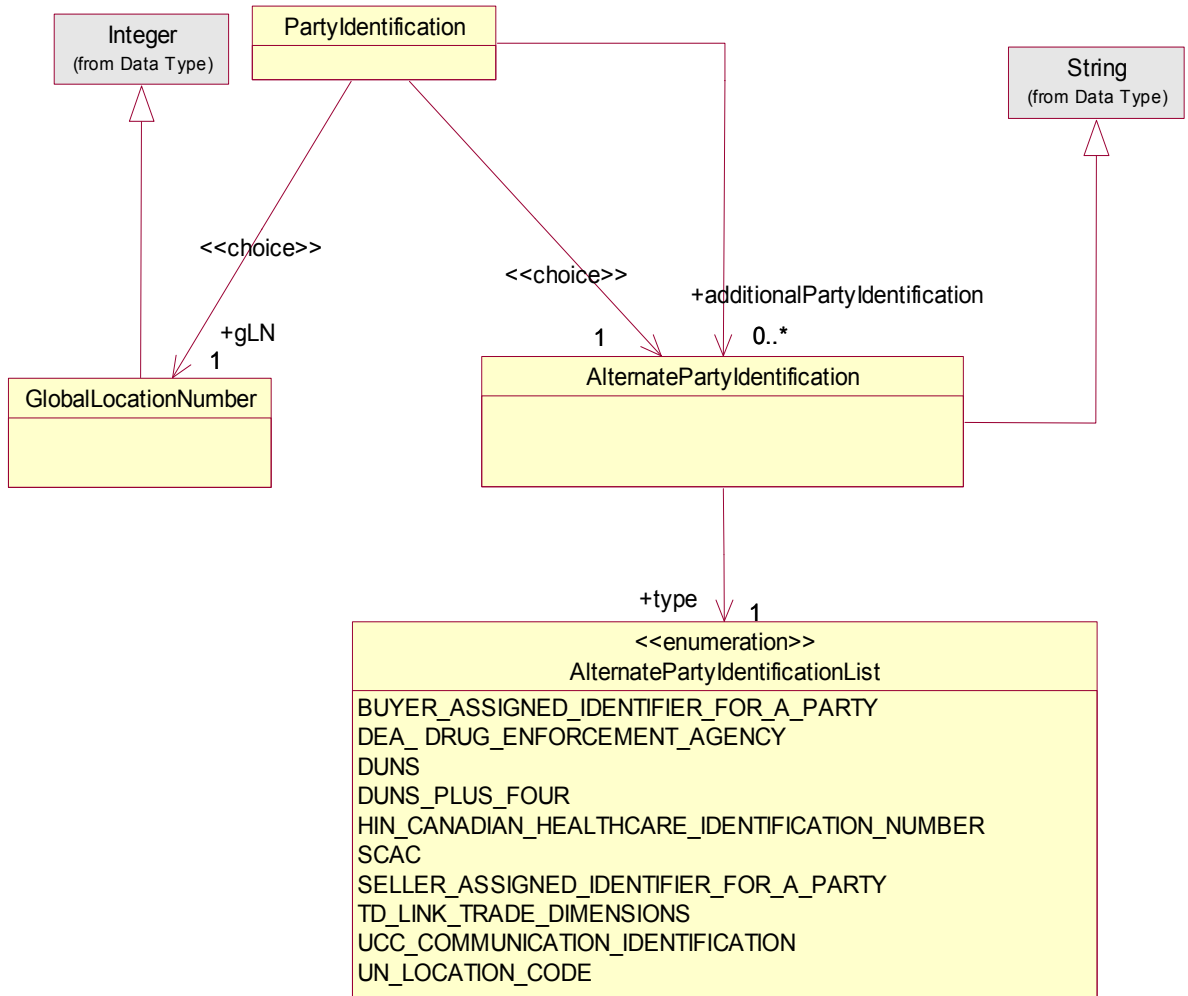 PartyIdentification
Integer
(from Data Type)
String
(from Data Type)
<<choice>>
<<choice>>
+additionalPartyIdentification
+gLN
1
1
0..*
GlobalLocationNumber
AlternatePartyIdentification
+type
1
<<enumeration>>
AlternatePartyIdentificationList
BUYER_ASSIGNED_IDENTIFIER_FOR_A_PARTY
DEA_ DRUG_ENFORCEMENT_AGENCY
DUNS
DUNS_PLUS_FOUR
HIN_CANADIAN_HEALTHCARE_IDENTIFICATION_NUMBER
SCAC
SELLER_ASSIGNED_IDENTIFIER_FOR_A_PARTY
TD_LINK_TRADE_DIMENSIONS
UCC_COMMUNICATION_IDENTIFICATION
UN_LOCATION_CODE